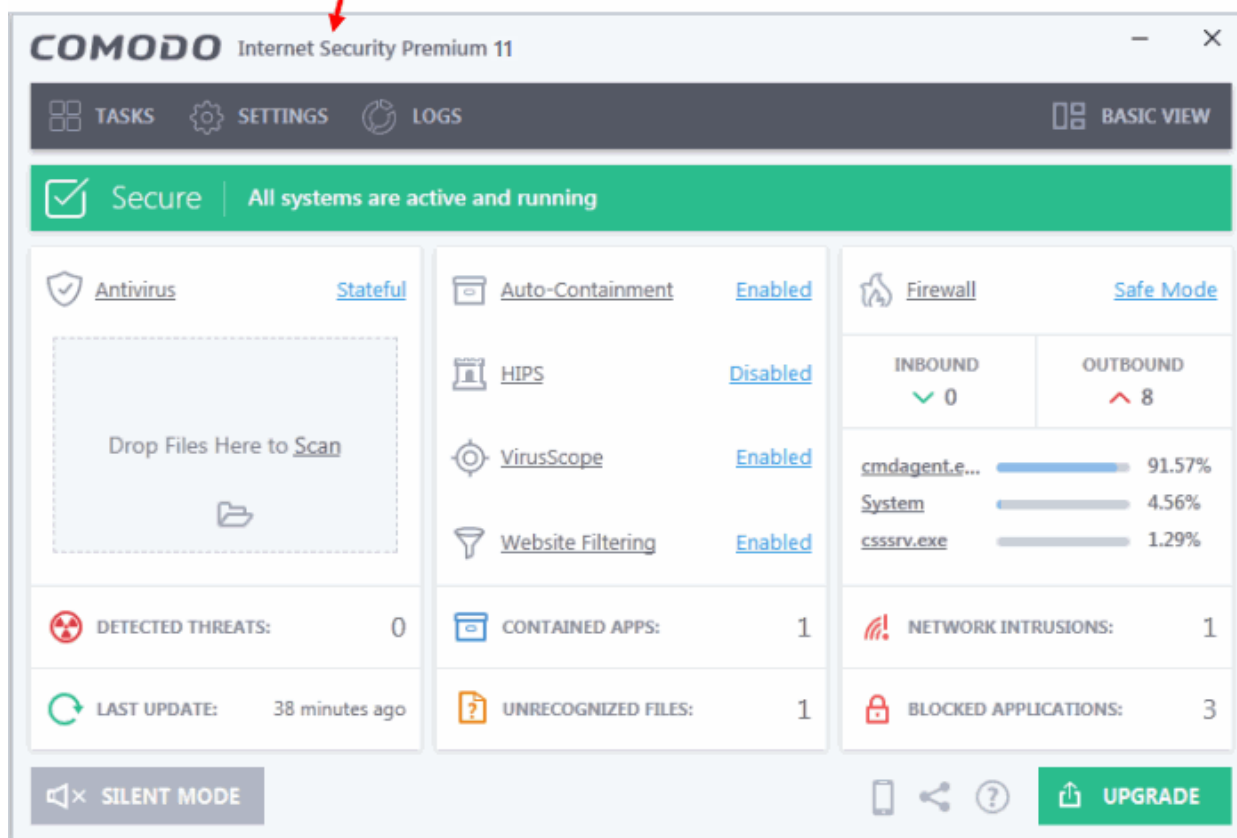 COMODO Internet Security Premium 11
TASKS SETTINGS LOGS BASIC VIEW
Secure All systems are active and running
Antivirus Stateful
Drop Files Here to Scan
DETECTED THREATS: 0
LAST UPDATE: 38 minutes ago
Auto-Containment Enabled
HIPS Disabled
VirusScope Enabled
Website Filtering Enabled
CONTAINED APPS: 1
UNRECOGNIZED FILES: 1
Firewall Safe Mode
INBOUND OUTBOUND
0 8
cmdagent.e... 91.57%
System 4.56%
csssrv.exe 1.29%
NETWORK INTRUSIONS: 1
BLOCKED APPLICATIONS: 3
SILENT MODE UPGRADE